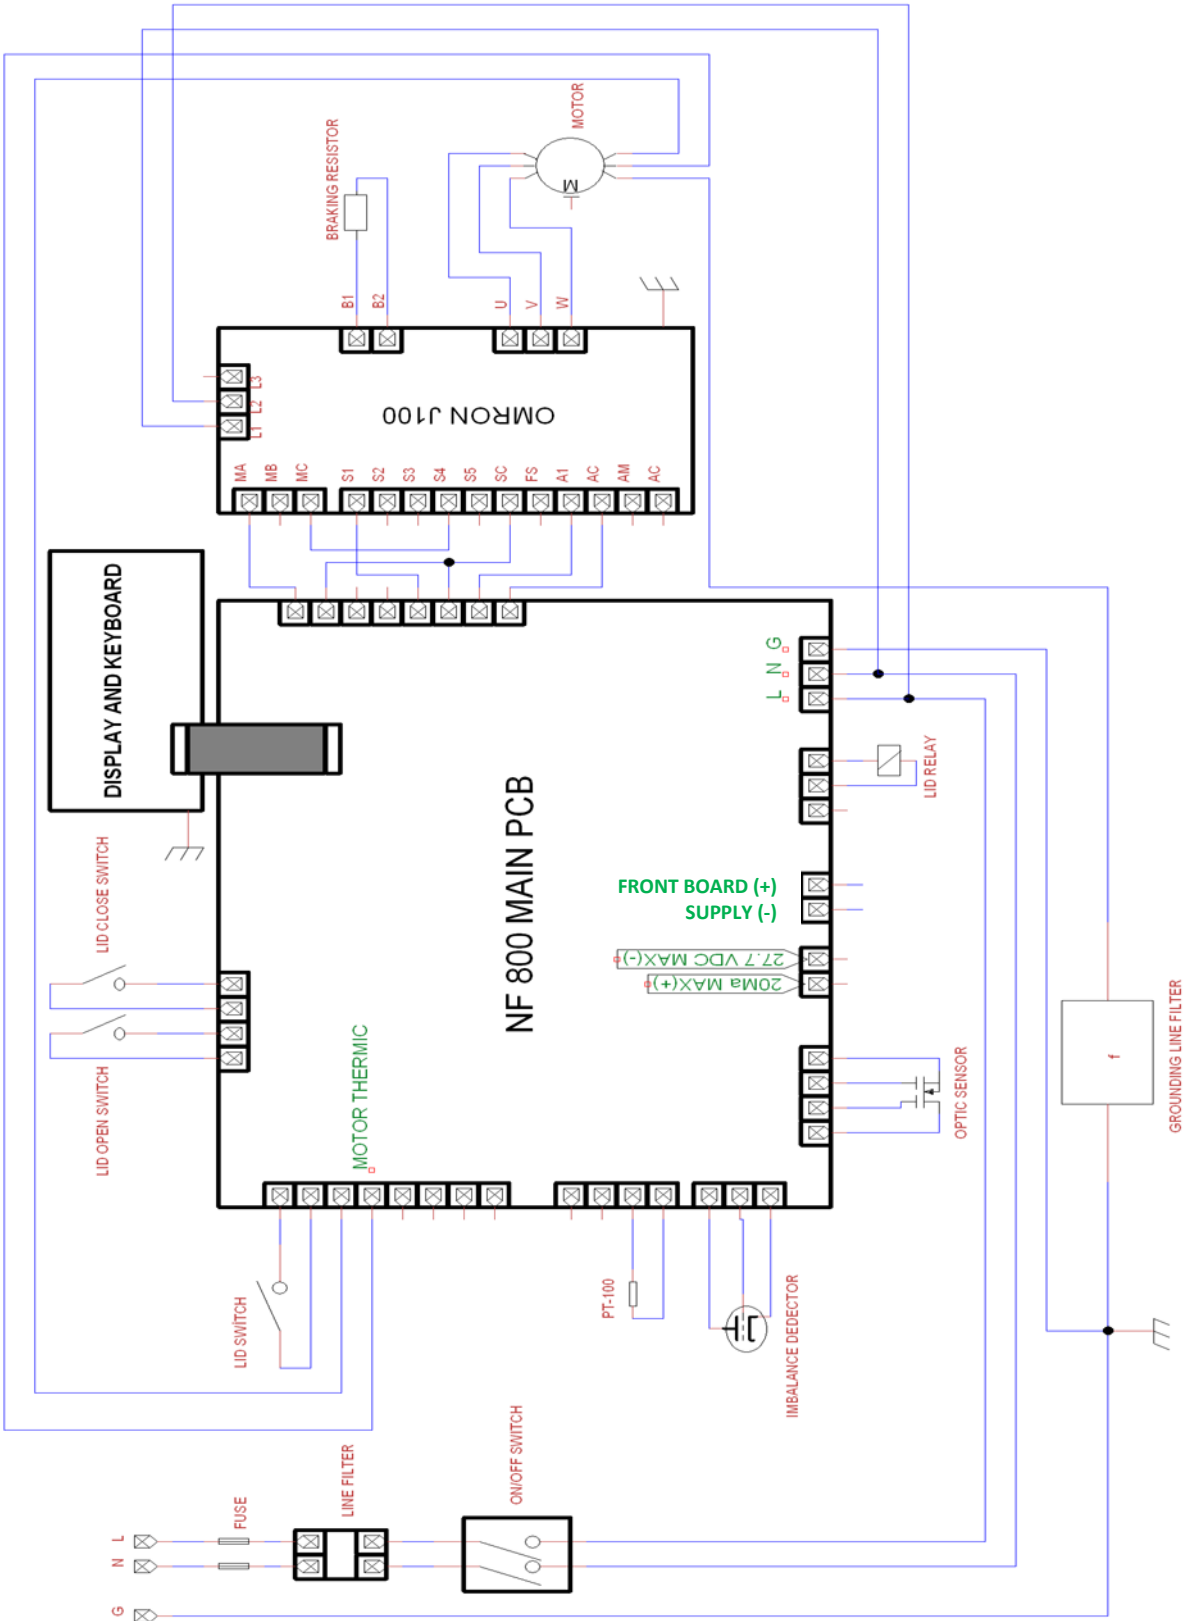 MOTOR
BRAKING RESISTOR
B1
B2
U
V
W
L3
L2
L1
OMRON J100
MA
MB
MC
S1
S2
S3
S4
S5
SC
FS
A1
AC
AM
AC
DISPLAY AND KEYBOARD
L N G
LID RELAY
NF 800 MAIN PCB
FRONT BOARD (+)
SUPPLY (-)
27.7 VDC MAX(-)
20Ma MAX(+)
LID CLOSE SWITCH
LID OPEN SWITCH
MOTOR THERMIC
OPTIC SENSOR
f
GROUNDING LINE FILTER
LID SWİTCH
PT-100
IMBALANCE DEDECTOR
ON/OFF SWITCH
LINE FILTER
FUSE
L
N
G
M